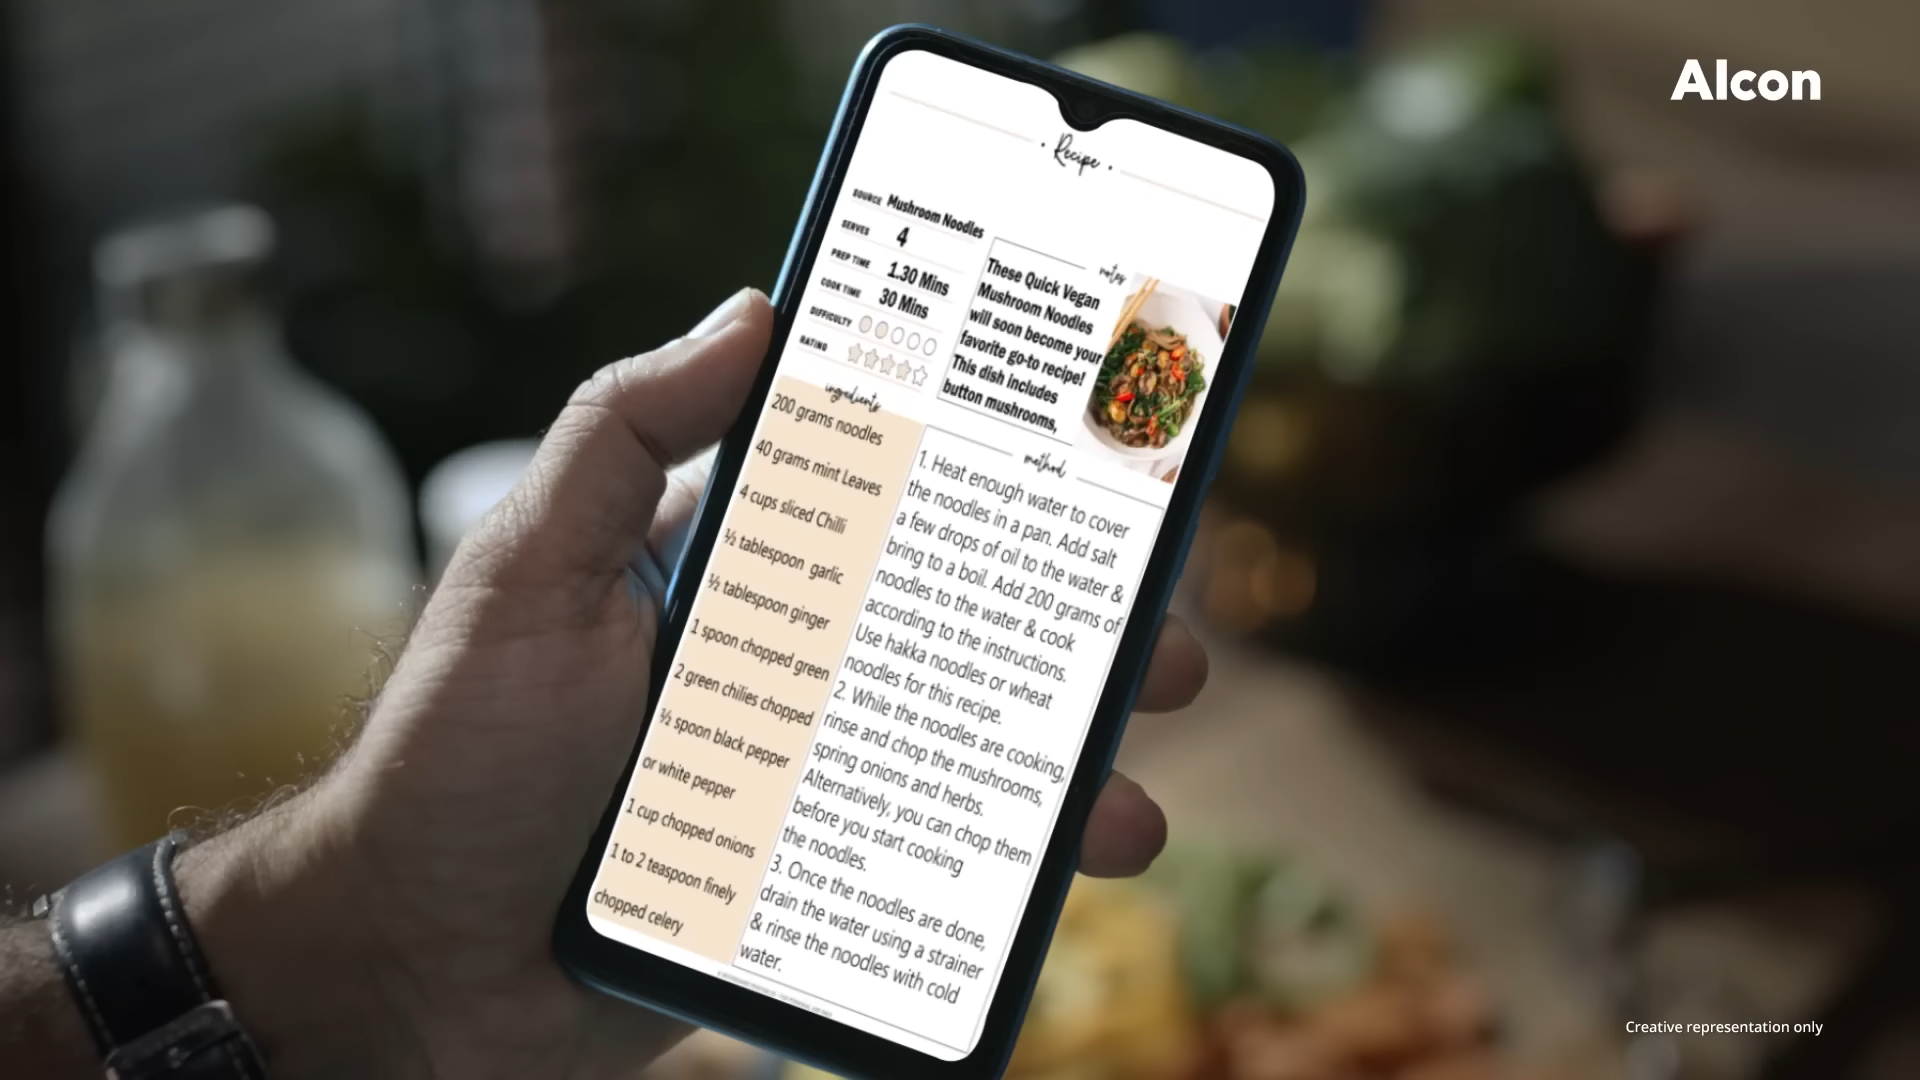 Alcon
Recipe
SOURCE Mushroom Noodles
SERVES 4
PREP TIME 1.30 Mins
COOK TIME 30 Mins
DIFFICULTY
RATING
notes
These Quick Vegan
Mushroom Noodles
will soon become your
favorite go-to recipe!
This dish includes
button mushrooms,
ingredients
200 grams noodles
40 grams mint Leaves
4 cups sliced Chilli
½ tablespoon garlic
½ tablespoon ginger
1 spoon chopped green
2 green chilies chopped
½ spoon black pepper
or white pepper
1 cup chopped onions
1 to 2 teaspoon finely
chopped celery
method
1. Heat enough water to cover
the noodles in a pan. Add salt
a few drops of oil to the water &
bring to a boil. Add 200 grams of
noodles to the water & cook
according to the instructions.
Use hakka noodles or wheat
noodles for this recipe.
2. While the noodles are cooking,
rinse and chop the mushrooms,
spring onions and herbs.
Alternatively, you can chop them
before you start cooking
the noodles.
3. Once the noodles are done,
drain the water using a strainer
& rinse the noodles with cold
water.
Creative representation only